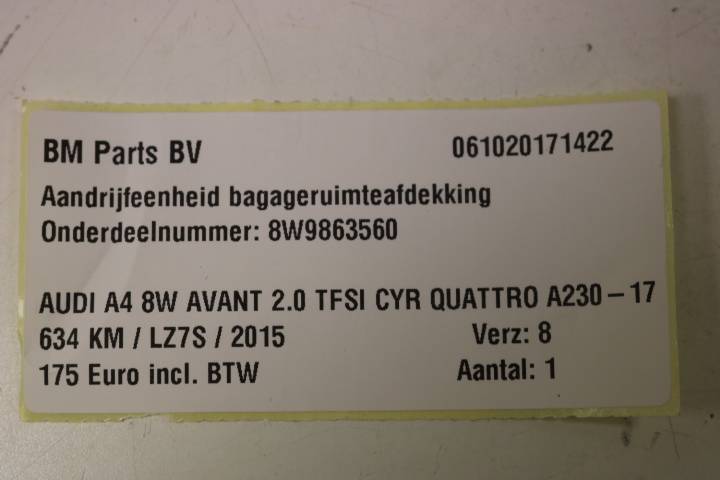 BM Parts BV 061020171422
Aandrijfeenheid bagageruimteafdekking
Onderdeelnummer: 8W9863560
AUDI A4 8W AVANT 2.0 TFSI CYR QUATTRO A230-17
634 KM / LZ7S / 2015 Verz: 8
175 Euro incl. BTW Aantal: 1